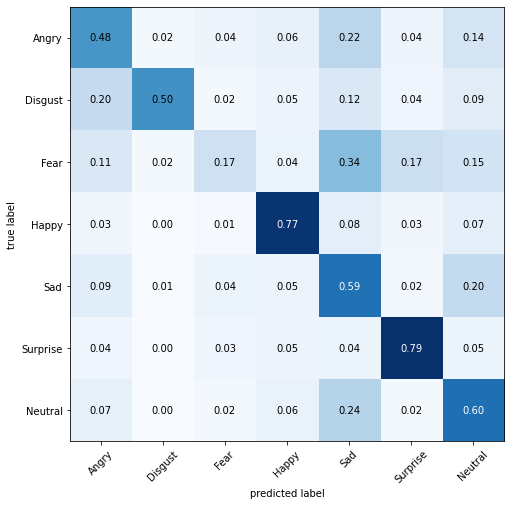 Angry 0.48 0.02 0.04 0.06 0.22 0.04 0.14
Disgust 0.20 0.50 0.02 0.05 0.12 0.04 0.09
Fear 0.11 0.02 0.17 0.04 0.34 0.17 0.15
Happy 0.03 0.00 0.01 0.77 0.08 0.03 0.07
Sad 0.09 0.01 0.04 0.05 0.59 0.02 0.20
Surprise 0.04 0.00 0.03 0.05 0.04 0.79 0.05
Neutral 0.07 0.00 0.02 0.06 0.24 0.02 0.60
true label
Angry Disgust Fear Happy Sad Surprise Neutral
predicted label